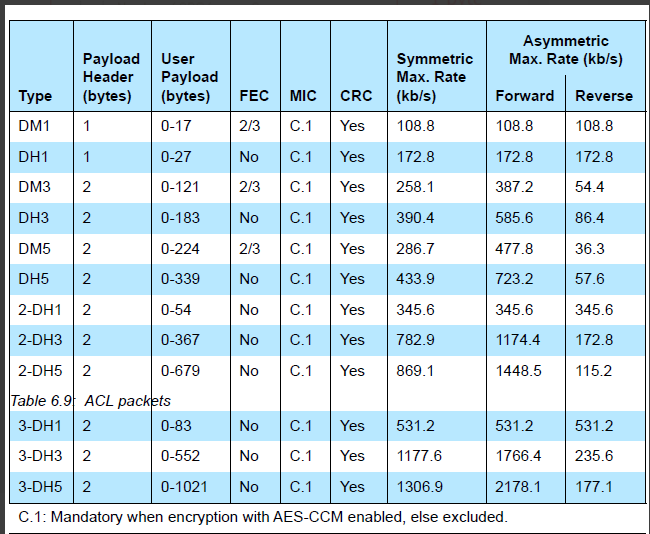 Type Payload Header (bytes) User Payload (bytes) FEC MIC CRC Symmetric Max. Rate (kb/s) Asymmetric Max. Rate (kb/s) Forward Reverse
DM1 1 0-17 2/3 C.1 Yes 108.8 108.8 108.8
DH1 1 0-27 No C.1 Yes 172.8 172.8 172.8
DM3 2 0-121 2/3 C.1 Yes 258.1 387.2 54.4
DH3 2 0-183 No C.1 Yes 390.4 585.6 86.4
DM5 2 0-224 2/3 C.1 Yes 286.7 477.8 36.3
DH5 2 0-339 No C.1 Yes 433.9 723.2 57.6
2-DH1 2 0-54 No C.1 Yes 345.6 345.6 345.6
2-DH3 2 0-367 No C.1 Yes 782.9 1174.4 172.8
2-DH5 2 0-679 No C.1 Yes 869.1 1448.5 115.2
Table 6.9: ACL packets
3-DH1 2 0-83 No C.1 Yes 531.2 531.2 531.2
3-DH3 2 0-552 No C.1 Yes 1177.6 1766.4 235.6
3-DH5 2 0-1021 No C.1 Yes 1306.9 2178.1 177.1
C.1: Mandatory when encryption with AES-CCM enabled, else excluded.